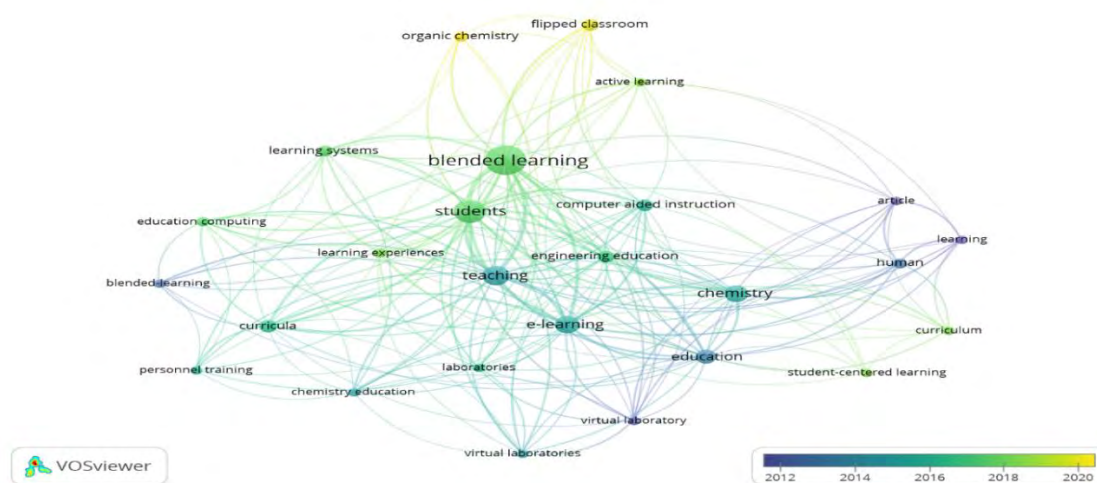 flipped classroom
organic chemistry
active learning
learning systems
blended learning
article
students
computer aided instruction
education computing
learning
learning experiences
engineering education
human
teaching
blended-learning
chemistry
curricula
e-learning
curriculum
education
personnel training
laboratories
student-centered learning
chemistry education
virtual laboratory
virtual laboratories
VOSviewer
2012 2014 2016 2018 2020